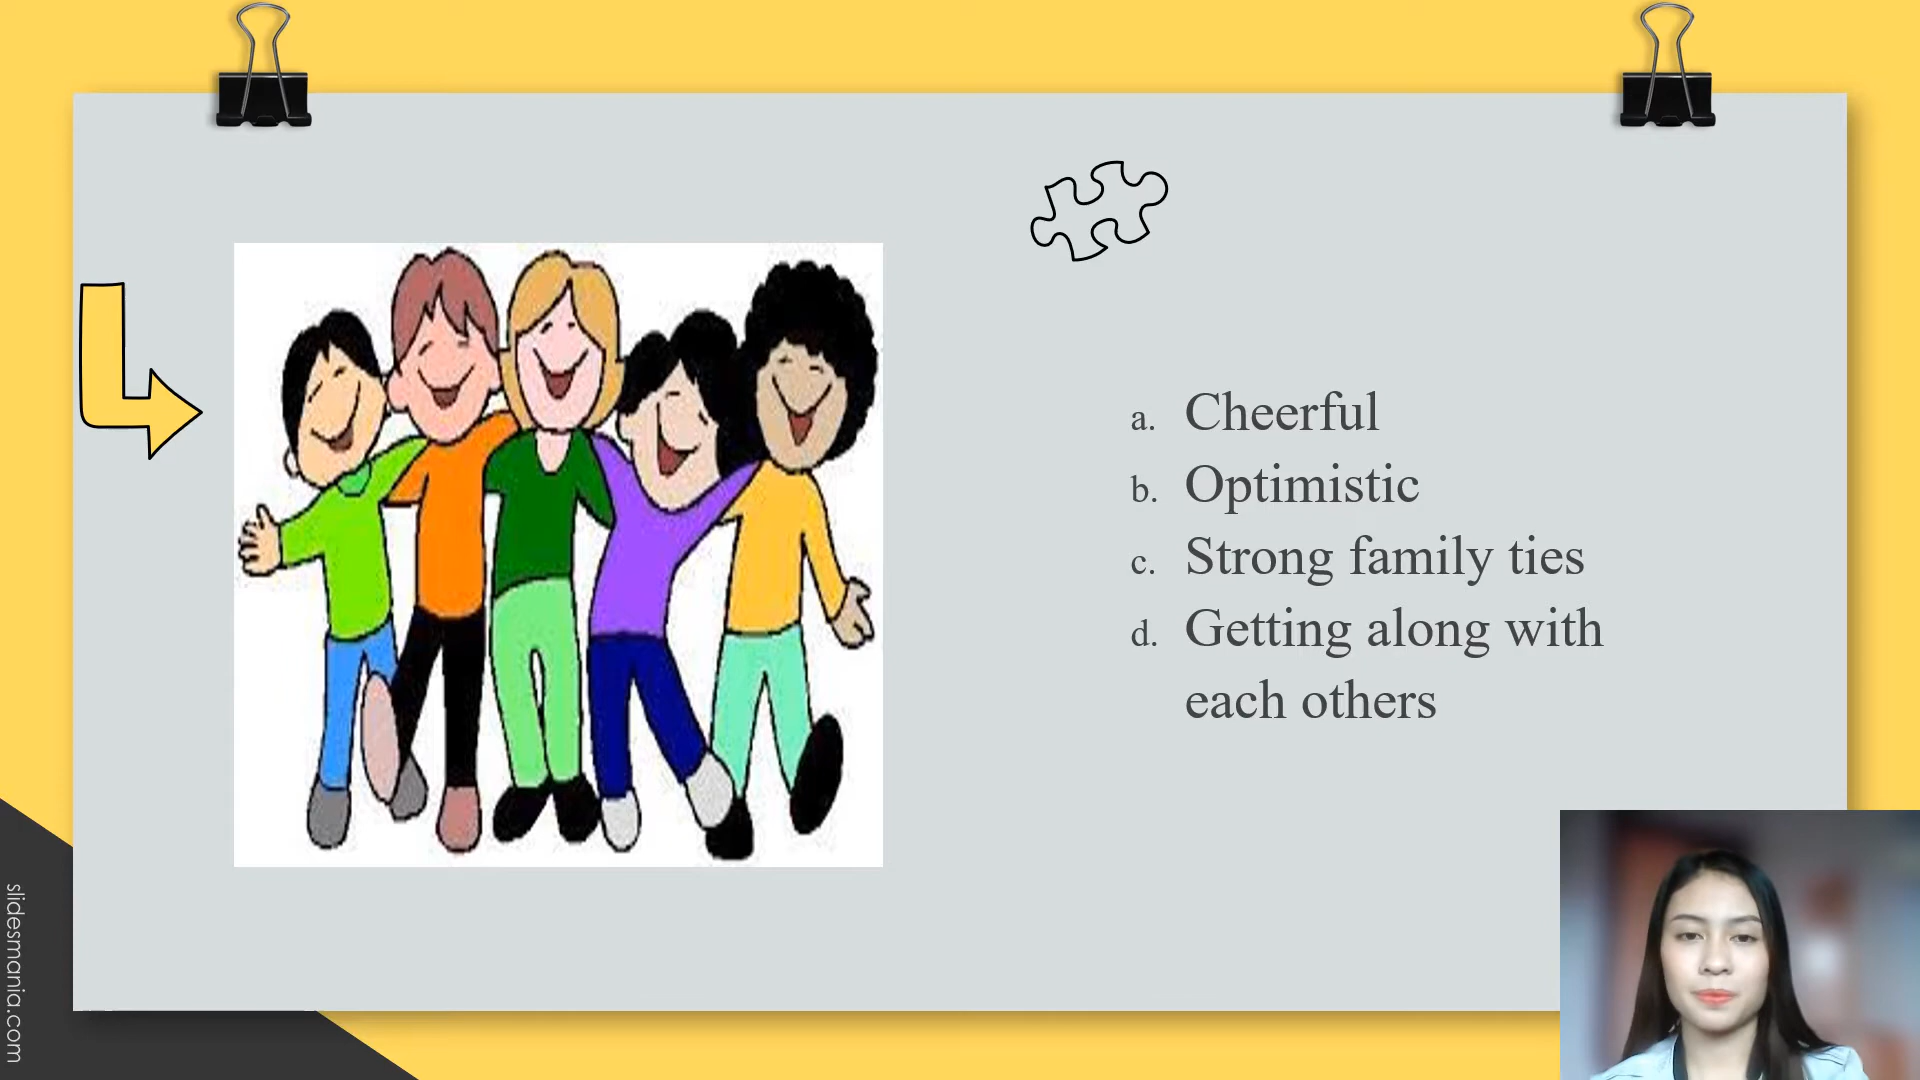 a. Cheerful
b. Optimistic
c. Strong family ties
d. Getting along with
each others
slidesmania.com